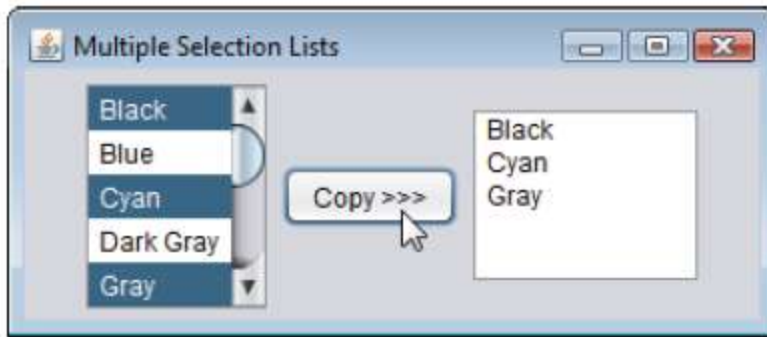 Multiple Selection Lists
Black
Blue
Cyan
Dark Gray
Gray
Copy >>>
Black
Cyan
Gray